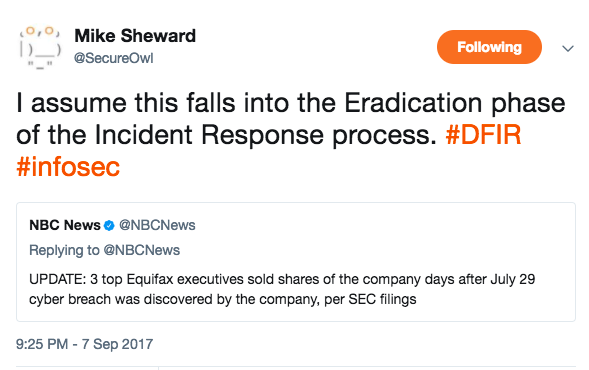 Mike Sheward
@SecureOwl
Following
I assume this falls into the Eradication phase
of the Incident Response process. #DFIR
#infosec
NBC News @NBCNews
Replying to @NBCNews
UPDATE: 3 top Equifax executives sold shares of the company days after July 29
cyber breach was discovered by the company, per SEC filings
9:25 PM - 7 Sep 2017